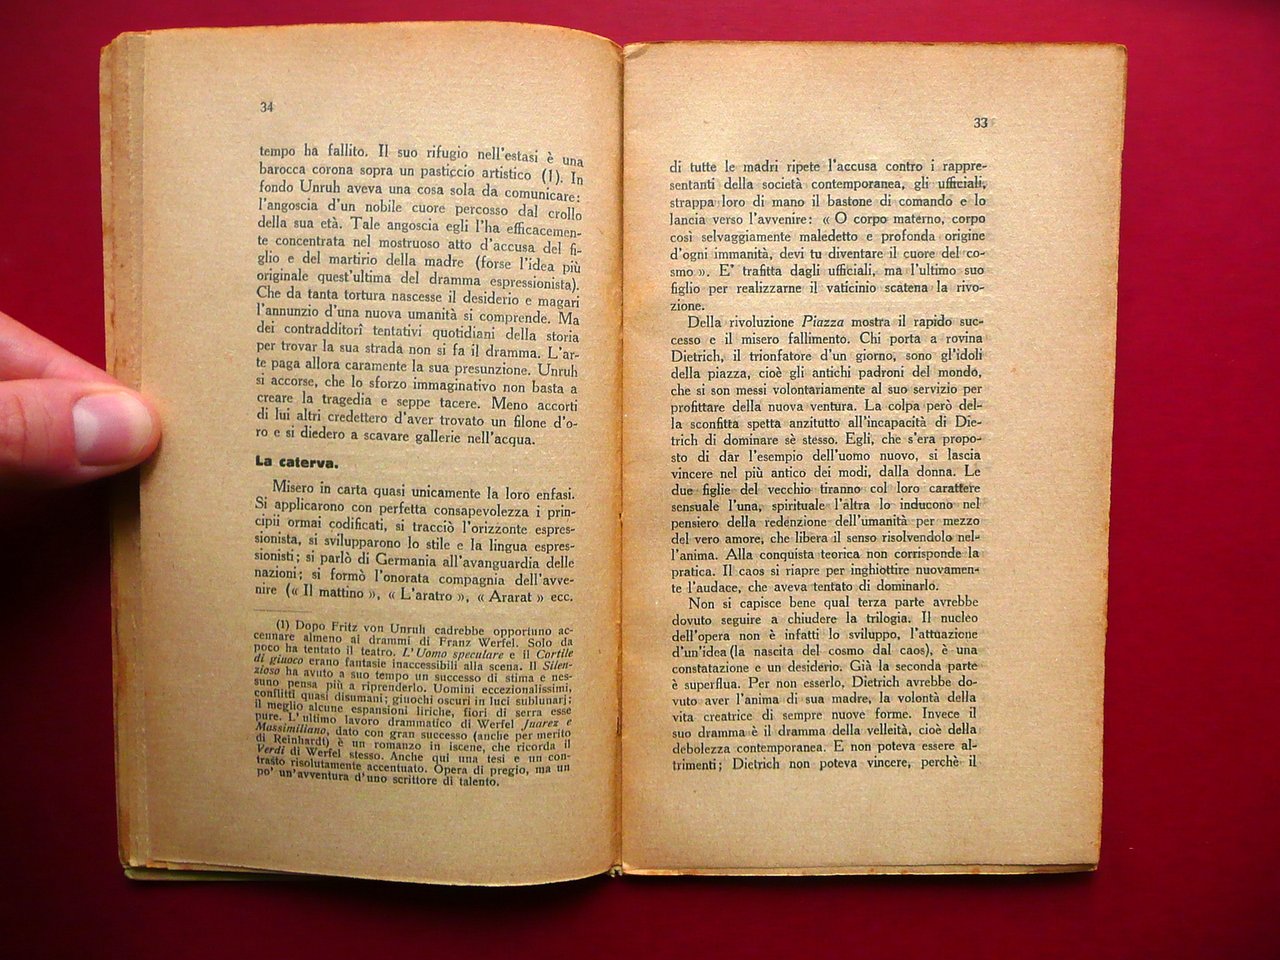 34
tempo ha fallito. Il suo rifugio nell'estasi è una
barocca corona sopra un pasticcio artistico (1). In
fondo Unruh aveva una cosa sola da comunicare:
l'angoscia d'un nobile cuore percosso dal crollo
della sua età. Tale angoscia egli l'ha efficacemen-
te concentrata nel mostruoso atto d'accusa del fi-
glio e del martirio della madre (forse l'idea più
originale quest'ultima del dramma espressionista).
Che da tanta tortura nascesse il desiderio e magari
l'annunzio d'una nuova umanità si comprende. Ma
dei contradditorî tentativi quotidiani della storia
per trovar la sua strada non si fa il dramma. L'ar-
te paga allora caramente la sua presunzione. Unruh
si accorse, che lo sforzo immaginativo non basta a
creare la tragedia e seppe tacere. Meno accorti
di lui altri credettero d'aver trovato un filone d'o-
ro e si diedero a scavare gallerie nell'acqua.
La caterva.
Misero in carta quasi unicamente la loro enfasi.
Si applicarono con perfetta consapevolezza i prin-
cipii ormai codificati, si tracciò l'orizzonte espres-
sionista, si svilupparono lo stile e la lingua espres-
sionisti; si parlò di Germania all'avanguardia delle
nazioni; si formò l'onorata compagnia dell'avve-
nire (« Il mattino », « L'aratro », « Ararat » ecc.
(1) Dopo Fritz von Unruh cadrebbe opportuno ac-
cennare almeno ai drammi di Franz Werfel. Solo da
poco ha tentato il teatro. L'Uomo speculare e il Cortile
di giuoco erano fantasie inaccessibili alla scena. Il Silen-
zioso ha avuto a suo tempo un successo di stima e nes-
suno pensa più a riprenderlo. Uomini eccezionalissimi,
conflitti quasi disumani; giuochi oscuri in luci sublunari;
il meglio alcune espansioni liriche, fiori di serra esse
pure. L'ultimo lavoro drammatico di Werfel Juarez e
Massimiliano, dato con gran successo (anche per merito
di Reinhardt) è un romanzo in iscene, che ricorda il
Verdi di Werfel stesso. Anche qui una tesi e un con-
trasto risolutamente accentuato. Opera di pregio, ma un
po' un'avventura d'uno scrittore di talento.
33
di tutte le madri ripete l'accusa contro i rappre-
sentanti della società contemporanea, gli ufficiali,
strappa loro di mano il bastone di comando e lo
lancia verso l'avvenire: « O corpo materno, corpo
così selvaggiamente maledetto e profonda origine
d'ogni immanità, devi tu diventare il cuore del co-
smo ». E' trafitta dagli ufficiali, ma l'ultimo suo
figlio per realizzarne il vaticinio scatena la rivo-
zione.
Della rivoluzione Piazza mostra il rapido suc-
cesso e il misero fallimento. Chi porta a rovina
Dietrich, il trionfatore d'un giorno, sono gl'idoli
della piazza, cioè gli antichi padroni del mondo,
che si son messi volontariamente al suo servizio per
profittare della nuova ventura. La colpa però del-
la sconfitta spetta anzitutto all'incapacità di Die-
trich di dominare sè stesso. Egli, che s'era propo-
sto di dar l'esempio dell'uomo nuovo, si lascia
vincere nel più antico dei modi, dalla donna. Le
due figlie del vecchio tiranno col loro carattere
sensuale l'una, spirituale l'altra lo inducono nel
pensiero della redenzione dell'umanità per mezzo
del vero amore, che libera il senso risolvendolo nel-
l'anima. Alla conquista teorica non corrisponde la
pratica. Il caos si riapre per inghiottire nuovamen-
te l'audace, che aveva tentato di dominarlo.
Non si capisce bene qual terza parte avrebbe
dovuto seguire a chiudere la trilogia. Il nucleo
dell'opera non è infatti lo sviluppo, l'attuazione
d'un'idea (la nascita del cosmo dal caos), è una
constatazione e un desiderio. Già la seconda parte
è superflua. Per non esserlo, Dietrich avrebbe do-
vuto aver l'anima di sua madre, la volontà della
vita creatrice di sempre nuove forme. Invece il
suo dramma è il dramma della velleità, cioè della
debolezza contemporanea. E non poteva essere al-
trimenti; Dietrich non poteva vincere, perchè il